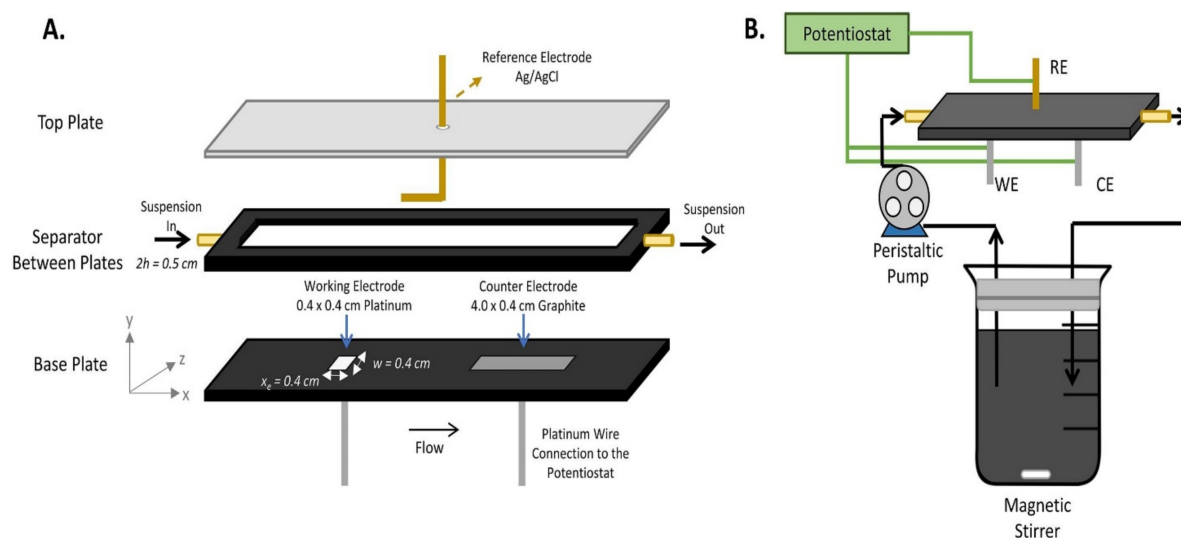 A.
Reference Electrode
Ag/AgCl
Top Plate
Suspension
In
Suspension
Out
Separator
Between Plates
2h = 0.5 cm
Working Electrode
0.4 x 0.4 cm Platinum
Counter Electrode
4.0 x 0.4 cm Graphite
y
z
x
Base Plate
w = 0.4 cm
xe = 0.4 cm
Flow
Platinum Wire
Connection to the
Potentiostat
B.
Potentiostat
RE
WE
CE
Peristaltic
Pump
Magnetic
Stirrer